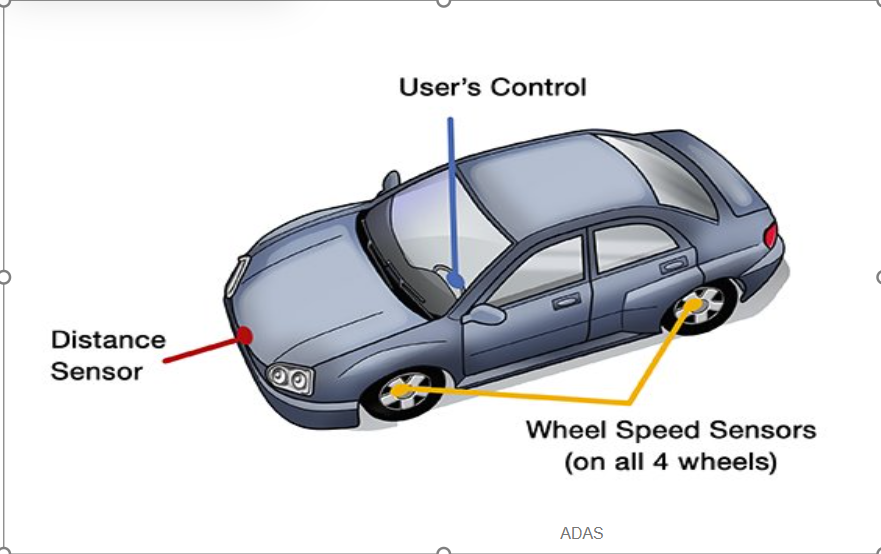 User's Control
Distance
Sensor
Wheel Speed Sensors
(on all 4 wheels)
ADAS